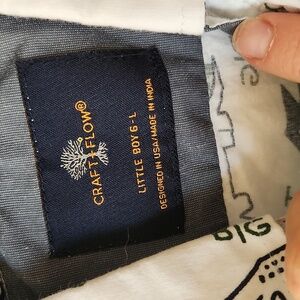 CRAFT+FLOW®
LITTLE BOY 6-L
DESIGNED IN USA/MADE IN INDIA
BIG